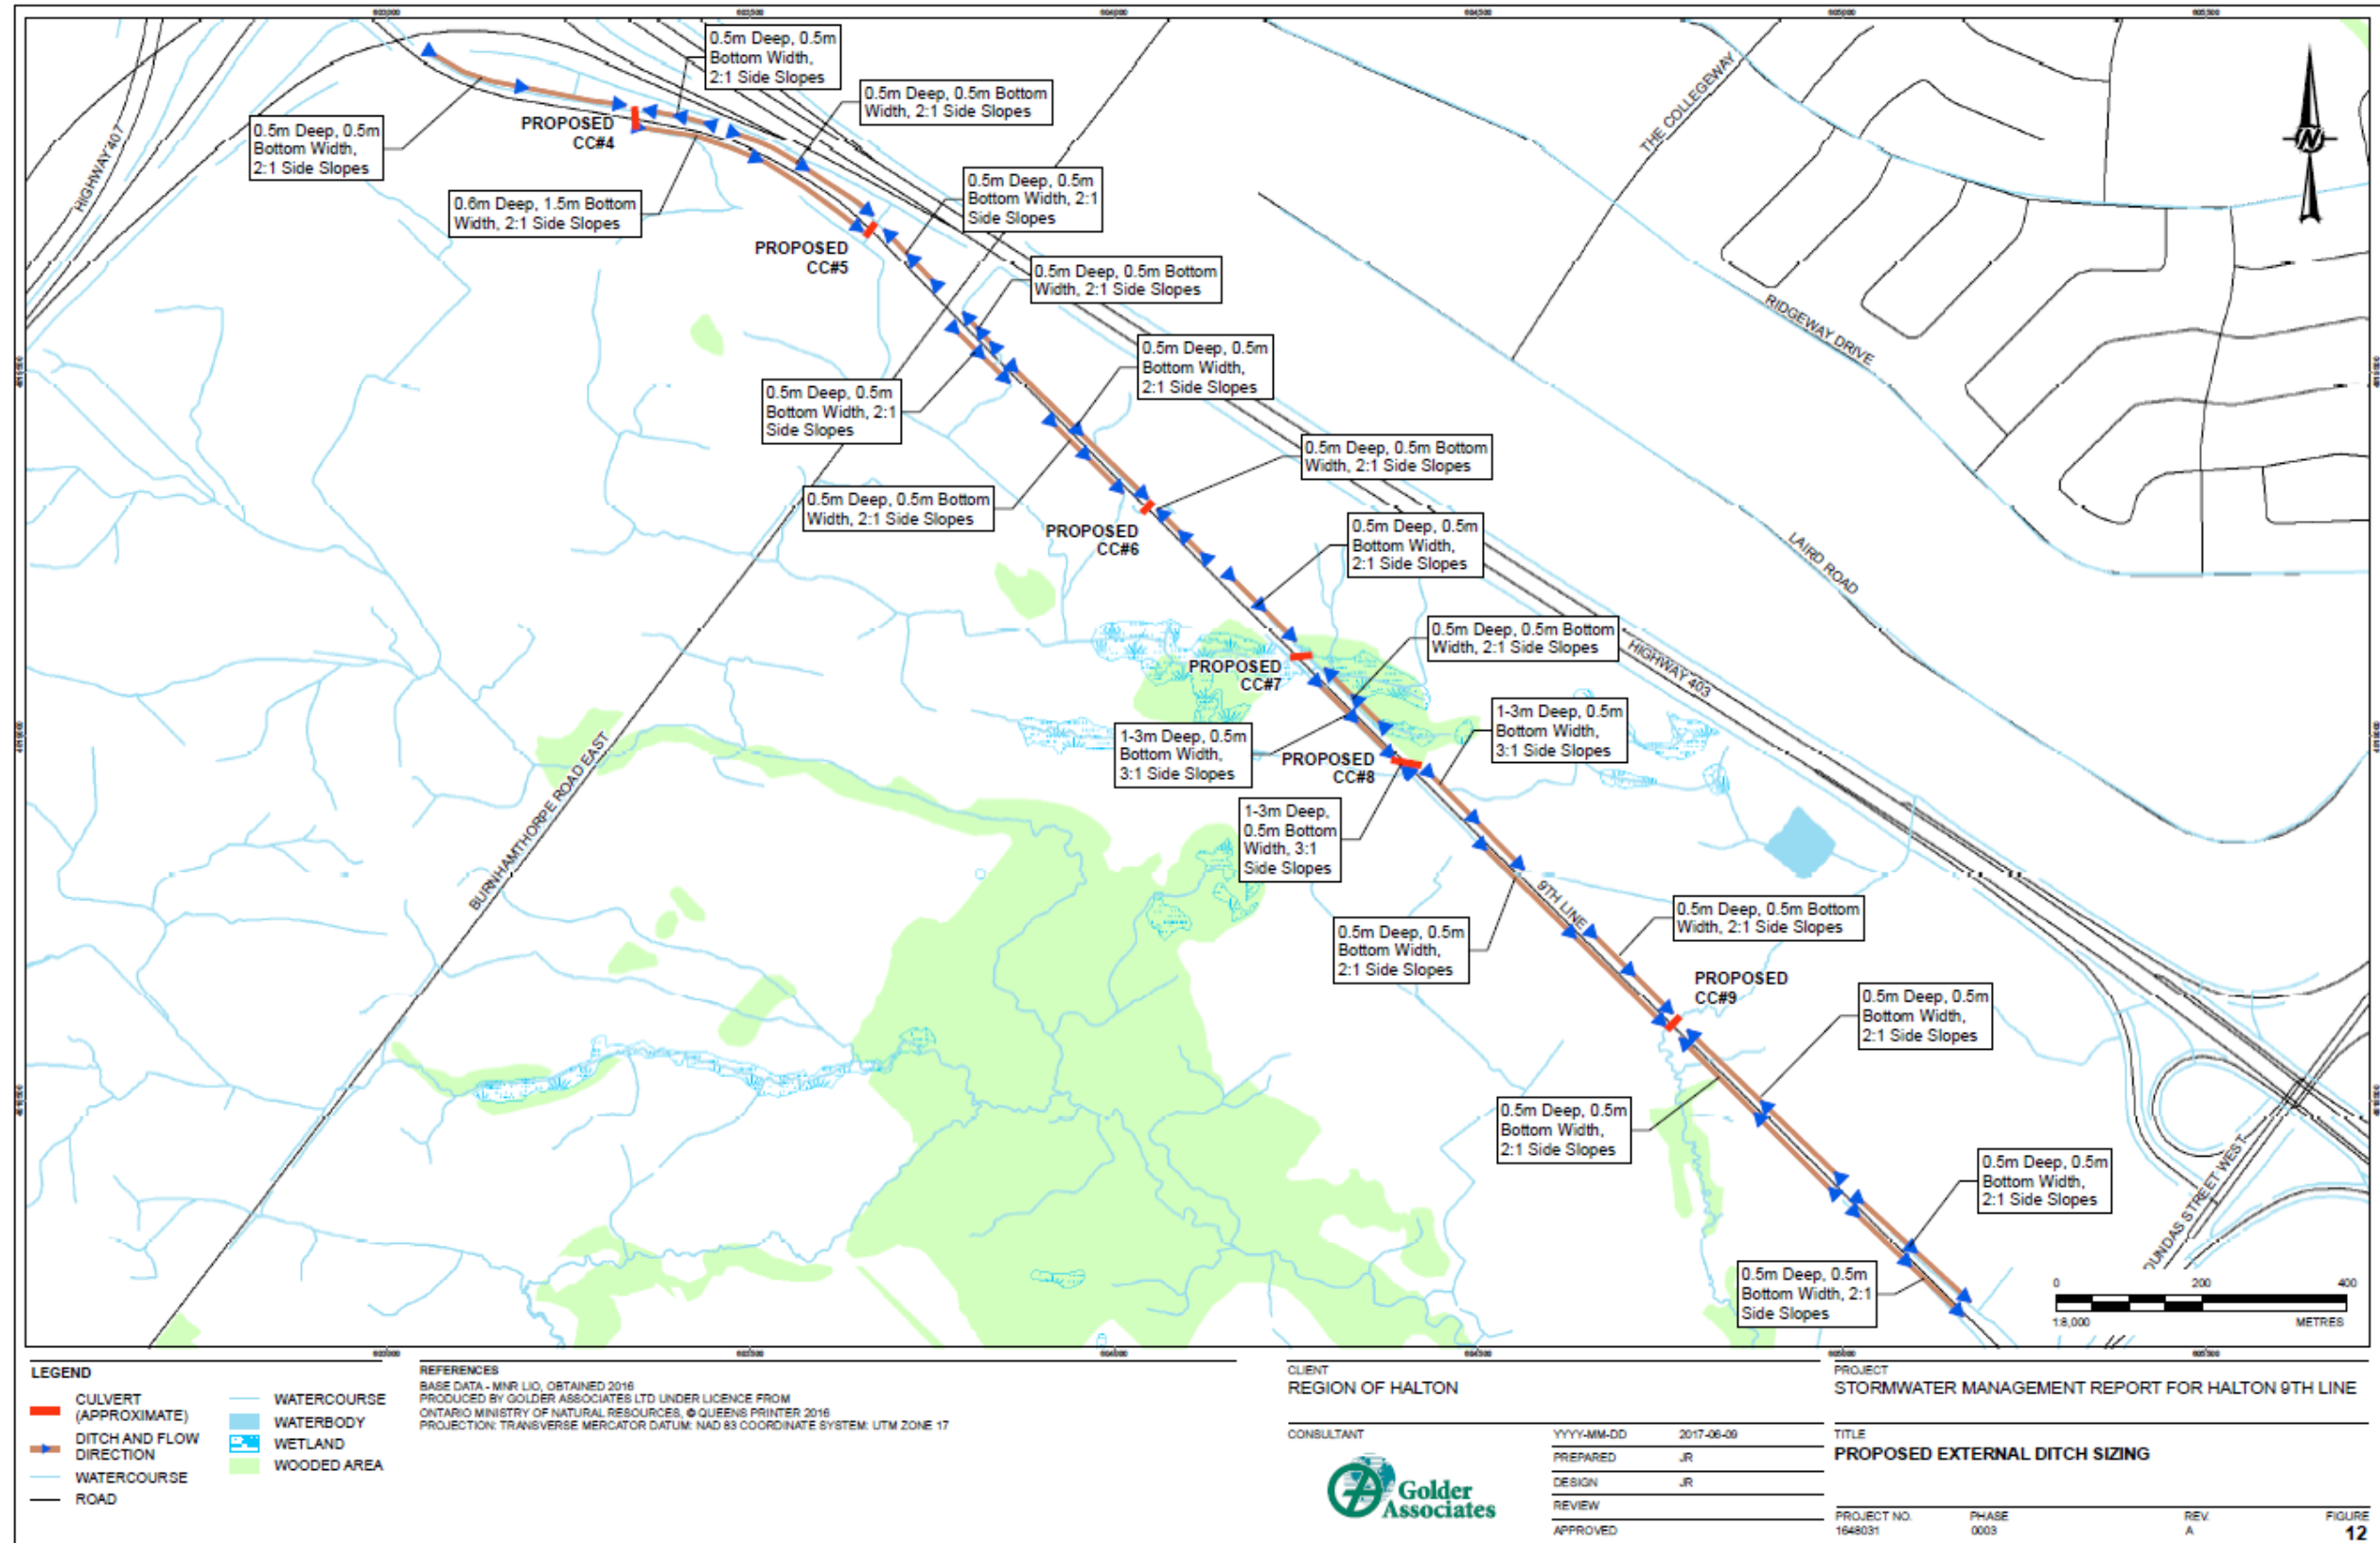 603000
603500
604000
604500
605000
605500
0.5m Deep, 0.5m
Bottom Width,
2:1 Side Slopes
0.5m Deep, 0.5m Bottom
Width, 2:1 Side Slopes
THE COLLEGEWAY
N
HIGHWAY 407
0.5m Deep, 0.5m
Bottom Width,
2:1 Side Slopes
PROPOSED
CC#4
0.6m Deep, 1.5m Bottom
Width, 2:1 Side Slopes
0.5m Deep, 0.5m
Bottom Width, 2:1
Side Slopes
PROPOSED
CC#5
0.5m Deep, 0.5m Bottom
Width, 2:1 Side Slopes
RIDGEWAY DRIVE
0.5m Deep, 0.5m
Bottom Width,
2:1 Side Slopes
0.5m Deep, 0.5m
Bottom Width, 2:1
Side Slopes
0.5m Deep, 0.5m Bottom
Width, 2:1 Side Slopes
0.5m Deep, 0.5m Bottom
Width, 2:1 Side Slopes
PROPOSED
CC#6
0.5m Deep, 0.5m
Bottom Width,
2:1 Side Slopes
LAIRD ROAD
0.5m Deep, 0.5m Bottom
Width, 2:1 Side Slopes
HIGHWAY 403
PROPOSED
CC#7
1-3m Deep, 0.5m
Bottom Width,
3:1 Side Slopes
1-3m Deep, 0.5m
Bottom Width,
3:1 Side Slopes
PROPOSED
CC#8
BURNHAMTHORPE ROAD EAST
1-3m Deep,
0.5m Bottom
Width, 3:1
Side Slopes
9TH LINE
0.5m Deep, 0.5m Bottom
Width, 2:1 Side Slopes
0.5m Deep, 0.5m
Bottom Width,
2:1 Side Slopes
PROPOSED
CC#9
0.5m Deep, 0.5m
Bottom Width,
2:1 Side Slopes
0.5m Deep, 0.5m
Bottom Width,
2:1 Side Slopes
0.5m Deep, 0.5m
Bottom Width,
2:1 Side Slopes
DUNDAS STREET WEST
0.5m Deep, 0.5m
Bottom Width, 2:1
Side Slopes
0 200 400
1:8,000 METRES
603000
603500
604000
604500
605000
605500
LEGEND
CULVERT
(APPROXIMATE)
DITCH AND FLOW
DIRECTION
WATERCOURSE
ROAD
WATERCOURSE
WATERBODY
WETLAND
WOODED AREA
REFERENCES
BASE DATA - MNR LIO, OBTAINED 2016
PRODUCED BY GOLDER ASSOCIATES LTD UNDER LICENCE FROM
ONTARIO MINISTRY OF NATURAL RESOURCES, © QUEENS PRINTER 2016
PROJECTION: TRANSVERSE MERCATOR DATUM: NAD 83 COORDINATE SYSTEM: UTM ZONE 17
CLIENT
REGION OF HALTON
CONSULTANT
Golder
Associates
YYYY-MM-DD 2017-06-09
PREPARED JR
DESIGN JR
REVIEW
APPROVED
PROJECT
STORMWATER MANAGEMENT REPORT FOR HALTON 9TH LINE
TITLE
PROPOSED EXTERNAL DITCH SIZING
PROJECT NO. PHASE REV. FIGURE
1648031 0003 A 12